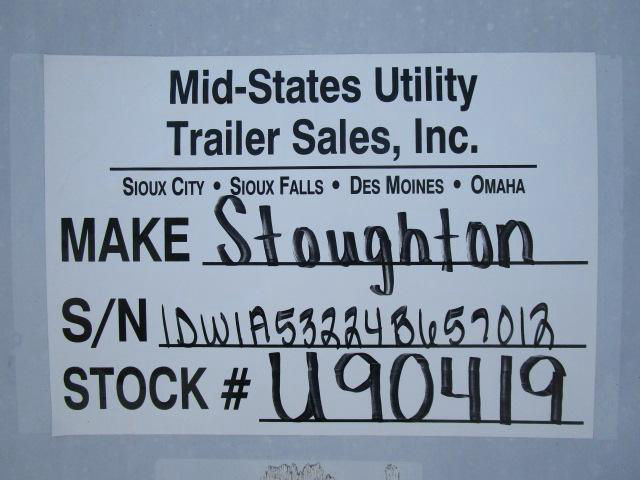 Mid-States Utility
Trailer Sales, Inc.
Sioux City • Sioux Falls • Des Moines • Omaha
MAKE Stoughton
S/N 1DW1A53224B657012
STOCK # U90419